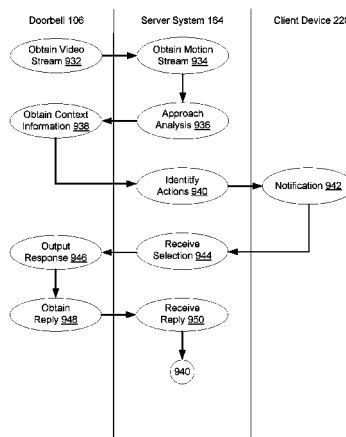 Doorbell 106
Server System 164
Client Device 220
Obtain Video
Stream 932
Obtain Motion
Stream 934
Obtain Context
Information 938
Approach
Analysis 936
Identify
Actions 940
Notification 942
Output
Response 946
Receive
Selection 944
Obtain
Reply 948
Receive
Reply 950
940